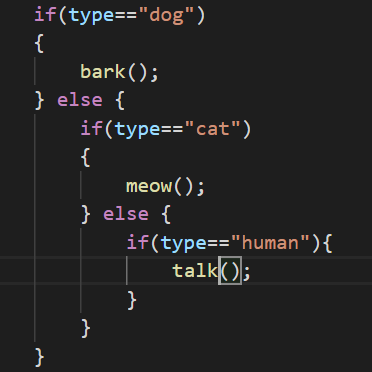 if(type=="dog")
{
    bark();
} else {
    if(type=="cat")
    {
        meow();
    } else {
        if(type=="human"){
            talk();
        }
    }
}